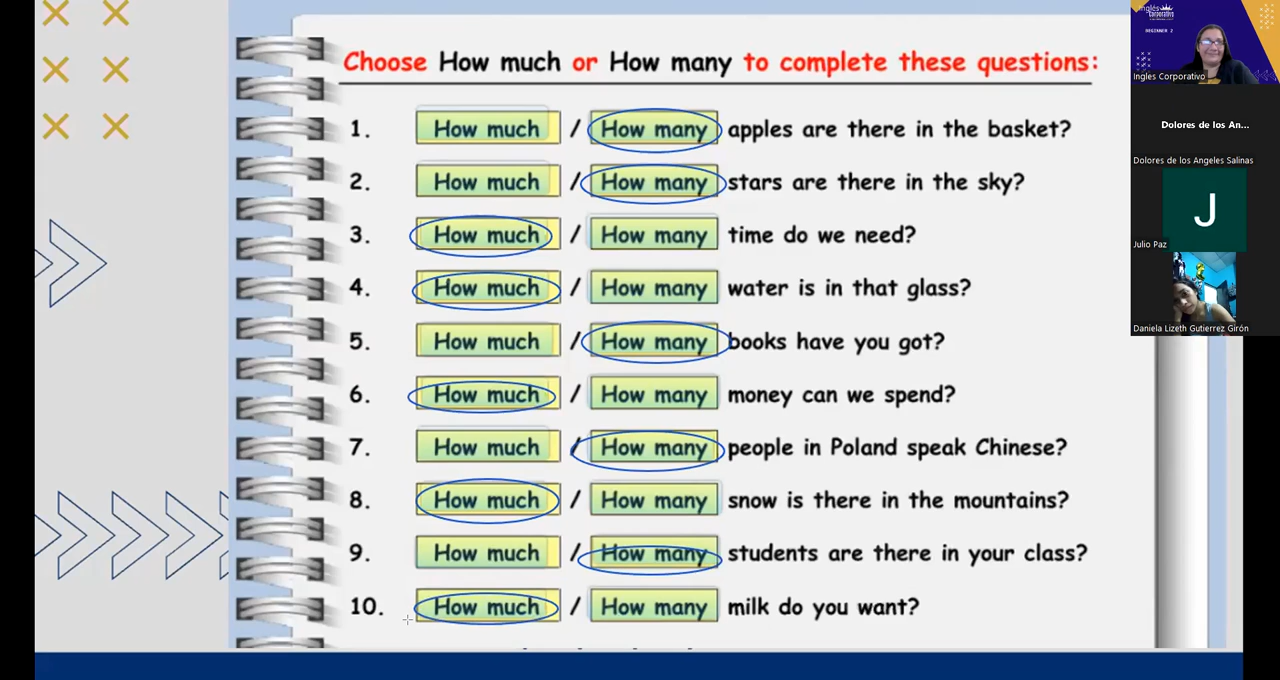 Choose How much or How many to complete these questions:
1. How much / How many apples are there in the basket?
2. How much / How many stars are there in the sky?
3. How much / How many time do we need?
4. How much / How many water is in that glass?
5. How much / How many books have you got?
6. How much / How many money can we spend?
7. How much / How many people in Poland speak Chinese?
8. How much / How many snow is there in the mountains?
9. How much / How many students are there in your class?
10. How much / How many milk do you want?
Inglés
Corporativo
BEGINNER 2
Ingles Corporativo
Dolores de los An...
Dolores de los Angeles Salinas
J
Julio Paz
Daniela Lizeth Gutierrez Girón